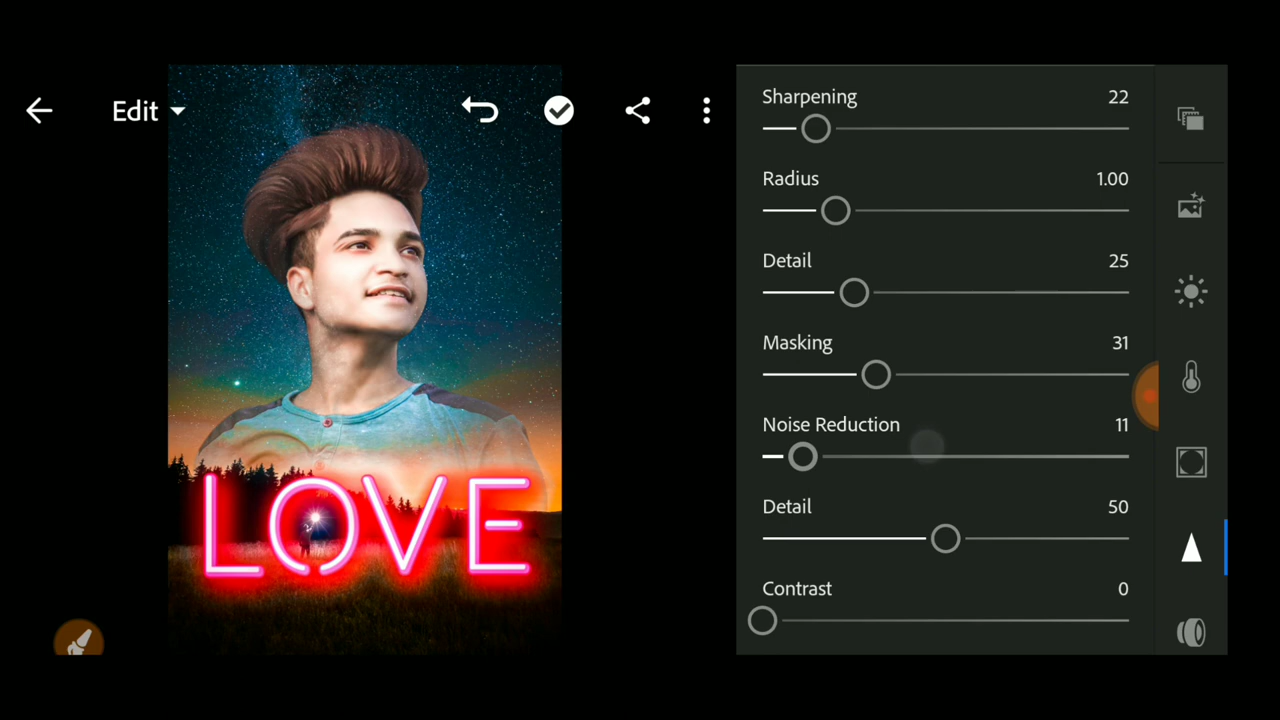 Edit
LOVE
Sharpening 22
Radius 1.00
Detail 25
Masking 31
Noise Reduction 11
Detail 50
Contrast 0